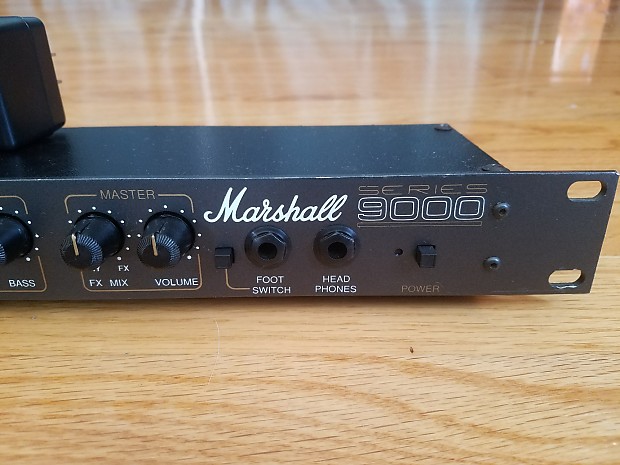 MASTER
Marshall
SERIES
9000
BASS
FX
FX MIX
VOLUME
FOOT
SWITCH
HEAD
PHONES
POWER